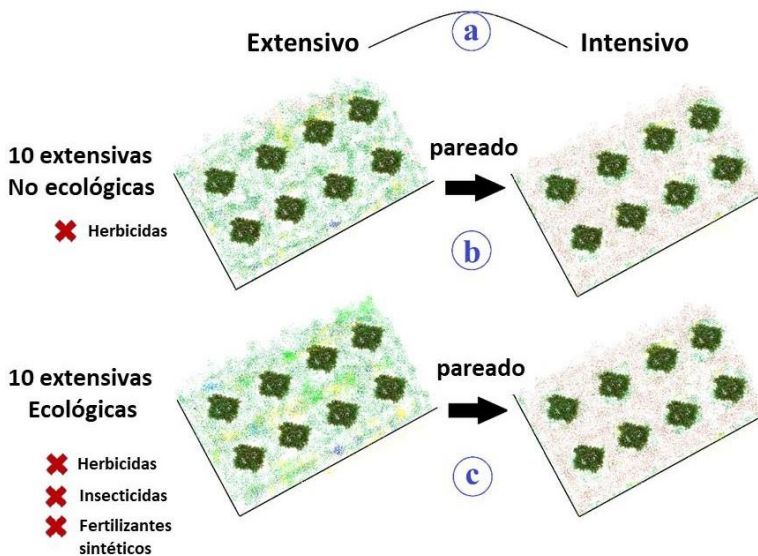 Extensivo
a
Intensivo
10 extensivas
No ecológicas
Herbicidas
pareado
b
10 extensivas
Ecológicas
Herbicidas
Insecticidas
Fertilizantes
sintéticos
pareado
c